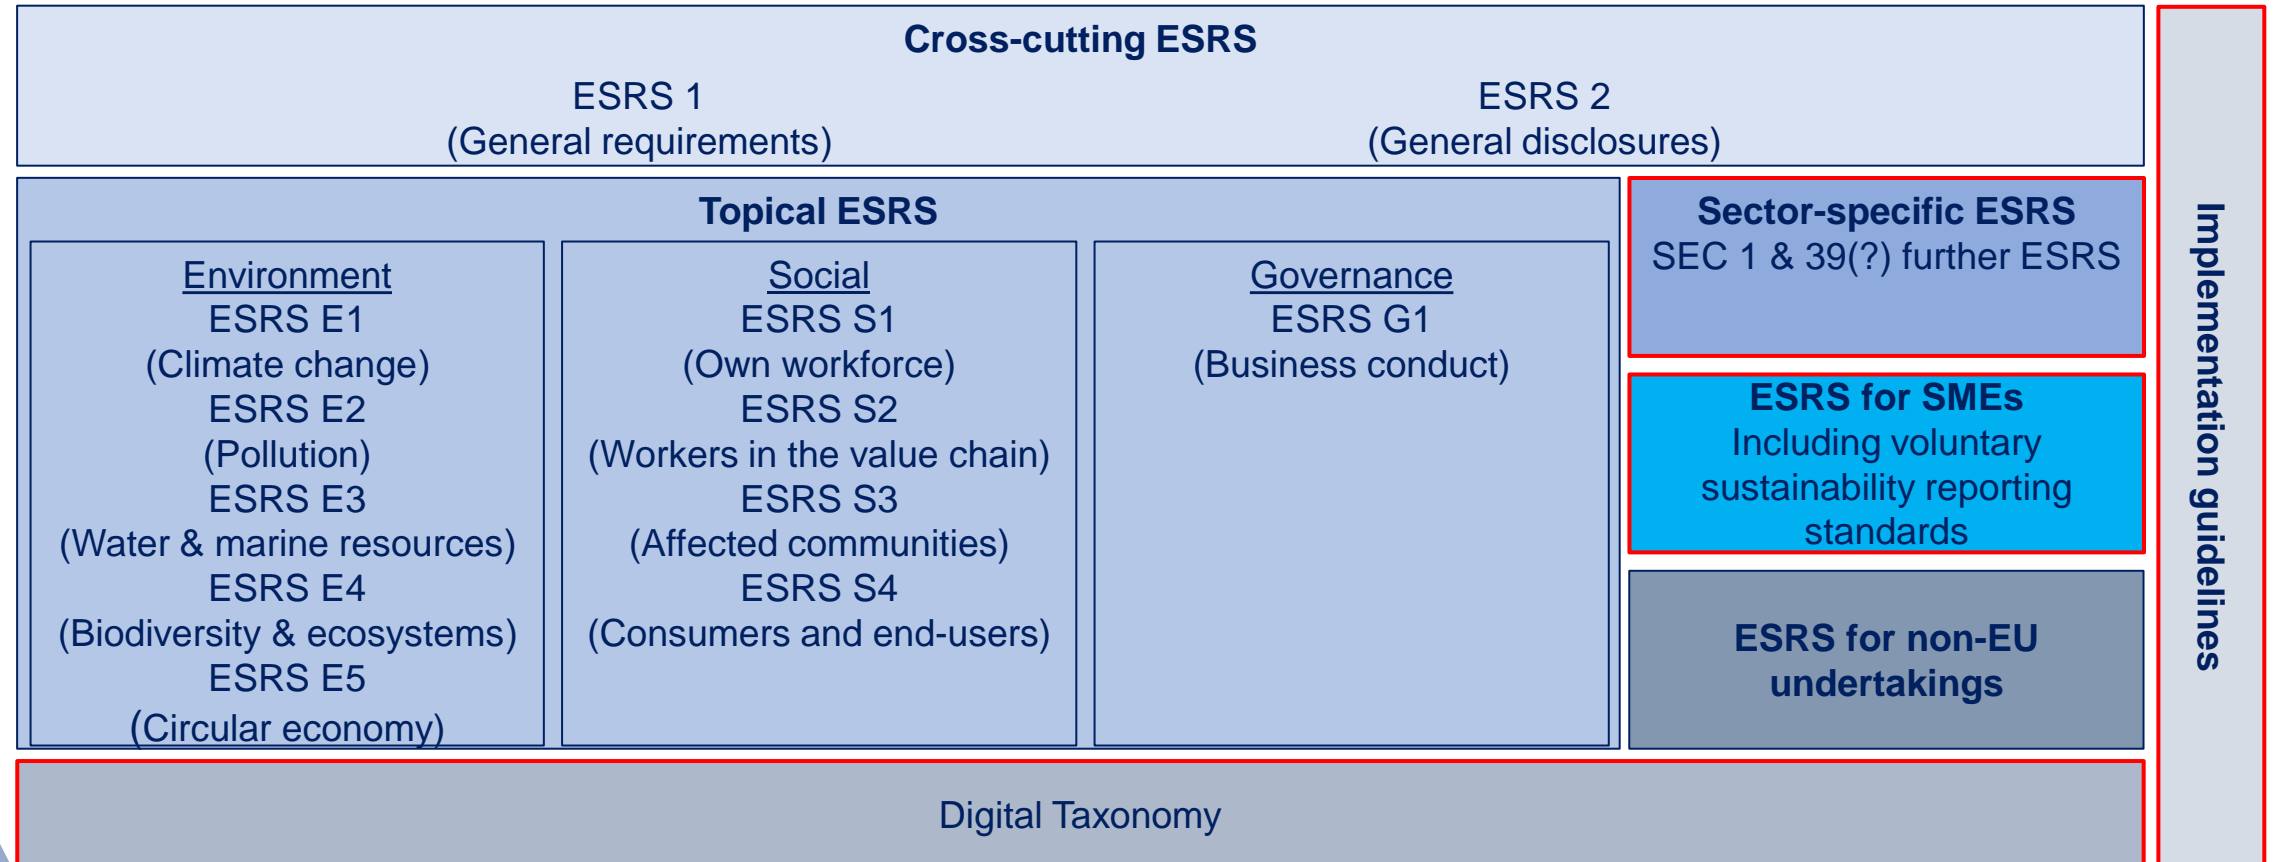 Cross-cutting ESRS
ESRS 1
(General requirements)
ESRS 2
(General disclosures)
Topical ESRS
Environment
ESRS E1
(Climate change)
ESRS E2
(Pollution)
ESRS E3
(Water & marine resources)
ESRS E4
(Biodiversity & ecosystems)
ESRS E5
(Circular economy)
Social
ESRS S1
(Own workforce)
ESRS S2
(Workers in the value chain)
ESRS S3
(Affected communities)
ESRS S4
(Consumers and end-users)
Governance
ESRS G1
(Business conduct)
Sector-specific ESRS
SEC 1 & 39(?) further ESRS
ESRS for SMEs
Including voluntary
sustainability reporting
standards
ESRS for non-EU
undertakings
Implementation guidelines
Digital Taxonomy